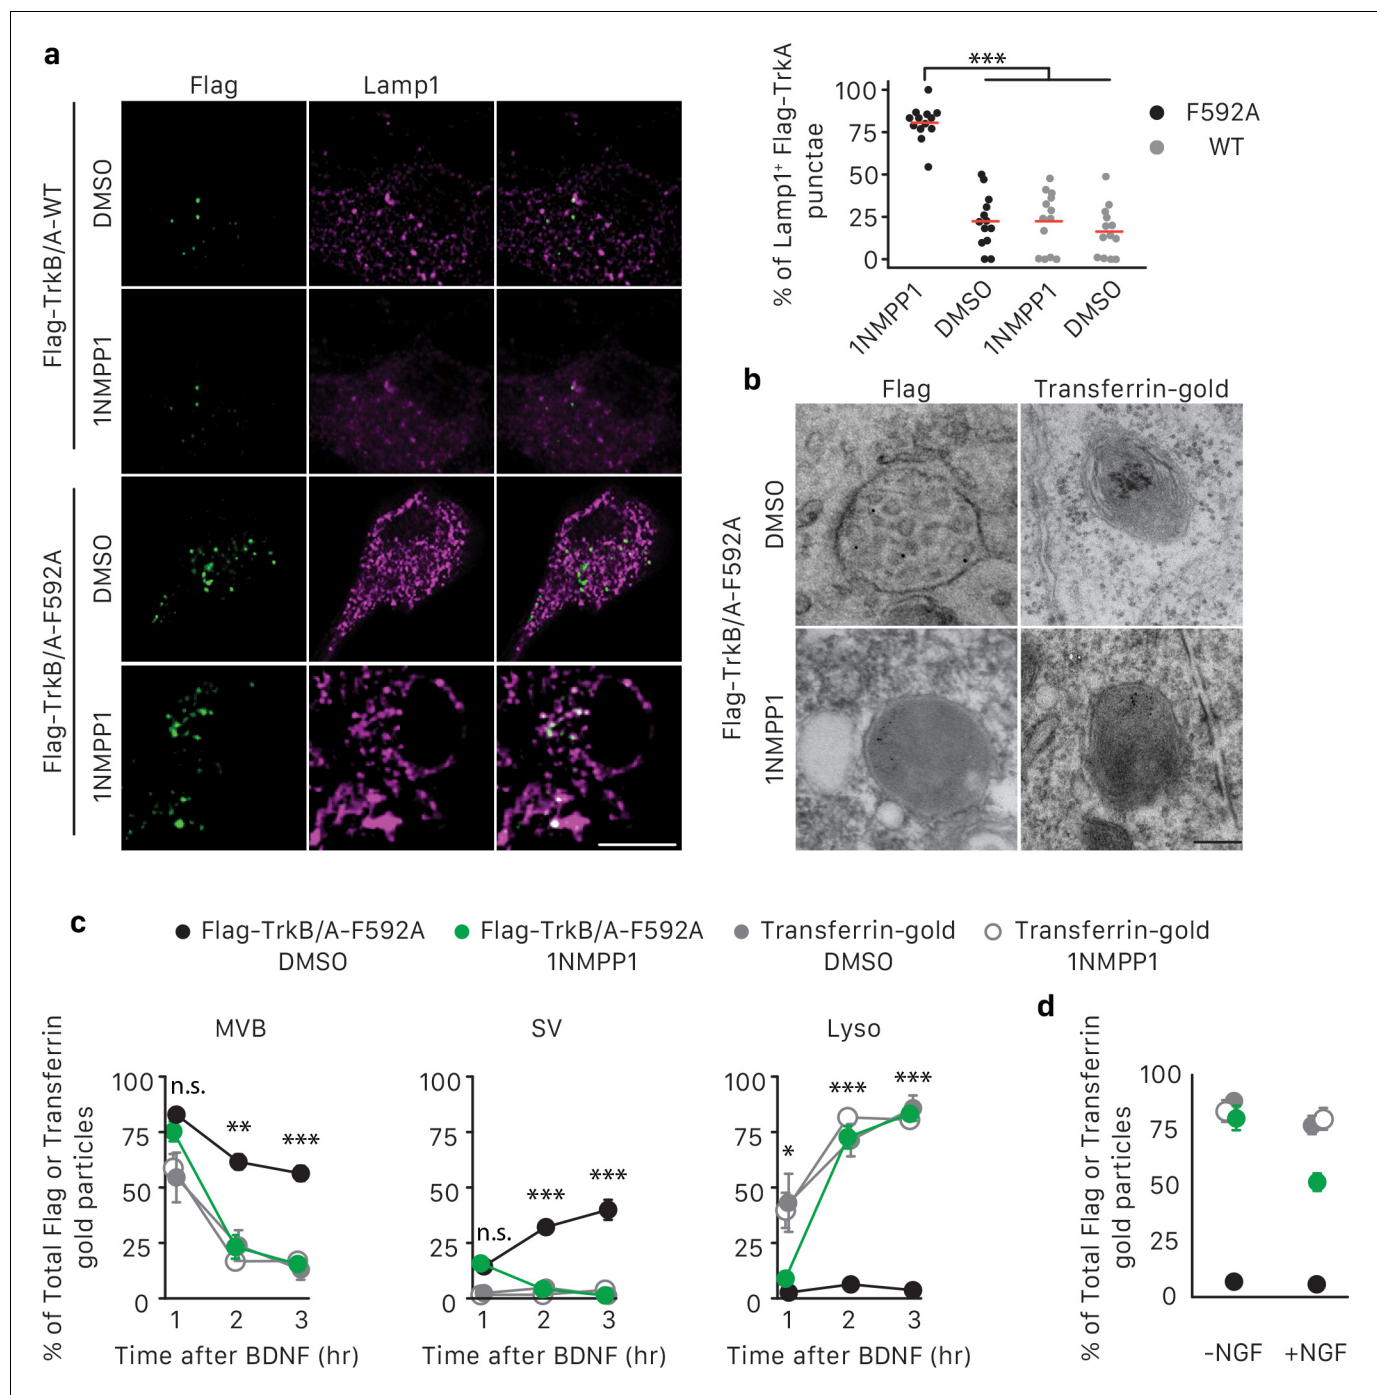 a
Flag
Lamp1
Flag-TrkB/A-WT
DMSO
1NMPP1
Flag-TrkB/A-F592A
DMSO
1NMPP1
% of Lamp1⁺ Flag-TrkA
punctae
100
75
50
25
0
***
1NMPP1
DMSO
1NMPP1
DMSO
F592A
WT
b
Flag
Transferrin-gold
Flag-TrkB/A-F592A
DMSO
1NMPP1
c
Flag-TrkB/A-F592A
DMSO
Flag-TrkB/A-F592A
1NMPP1
Transferrin-gold
DMSO
Transferrin-gold
1NMPP1
% of Total Flag or Transferrin
gold particles
MVB
100
75
50
25
0
n.s.
**
***
1 2 3
Time after BDNF (hr)
SV
100
75
50
25
0
n.s.
***
***
1 2 3
Time after BDNF (hr)
Lyso
100
75
50
25
0
*
***
***
1 2 3
Time after BDNF (hr)
d
% of Total Flag or Transferrin
gold particles
100
75
50
25
0
-NGF +NGF